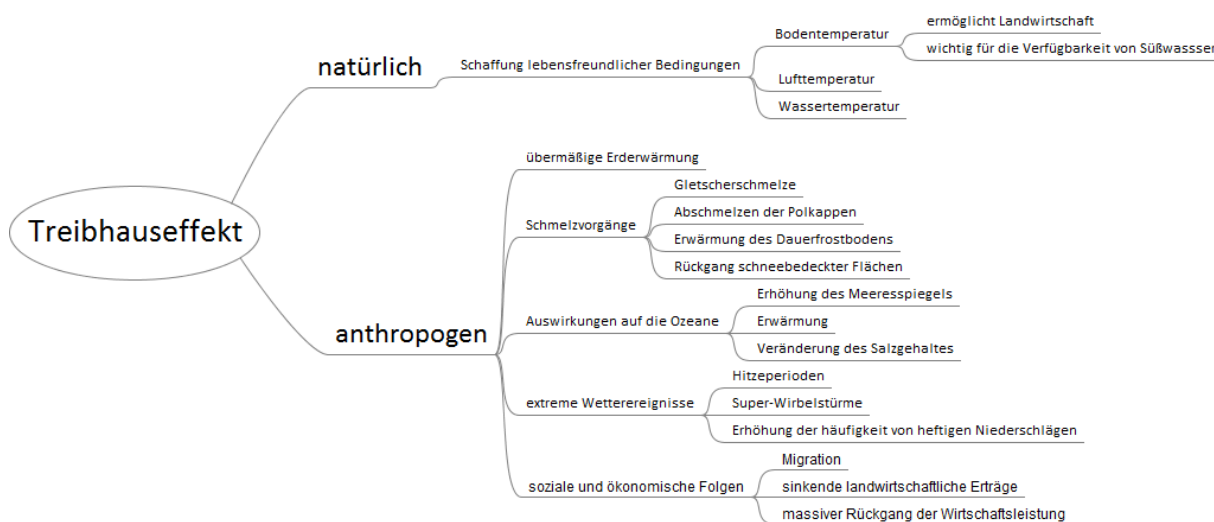 Treibhauseffekt
natürlich
Schaffung lebensfreundlicher Bedingungen
Bodentemperatur
ermöglicht Landwirtschaft
wichtig für die Verfügbarkeit von Süßwassser
Lufttemperatur
Wassertemperatur
anthropogen
übermäßige Erderwärmung
Schmelzvorgänge
Gletscherschmelze
Abschmelzen der Polkappen
Erwärmung des Dauerfrostbodens
Rückgang schneebedeckter Flächen
Auswirkungen auf die Ozeane
Erhöhung des Meeresspiegels
Erwärmung
Veränderung des Salzgehaltes
extreme Wetterereignisse
Hitzeperioden
Super-Wirbelstürme
Erhöhung der häufigkeit von heftigen Niederschlägen
soziale und ökonomische Folgen
Migration
sinkende landwirtschaftliche Erträge
massiver Rückgang der Wirtschaftsleistung